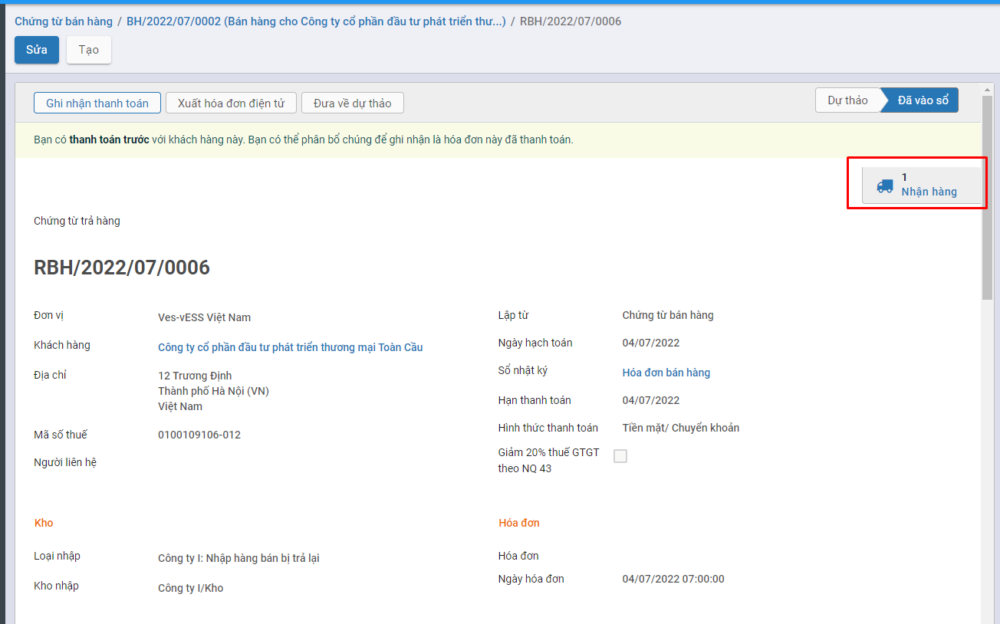 Chứng từ bán hàng / BH/2022/07/0002 (Bán hàng cho Công ty cổ phần đầu tư phát triển thư...) / RBH/2022/07/0006
Sửa Tạo
Ghi nhận thanh toán Xuất hóa đơn điện tử Đưa về dự thảo Dự thảo Đã vào sổ
Bạn có thanh toán trước với khách hàng này. Bạn có thể phân bổ chúng để ghi nhận là hóa đơn này đã thanh toán.
1
Nhận hàng
Chứng từ trả hàng
RBH/2022/07/0006
Đơn vị Ves-vESS Việt Nam
Khách hàng Công ty cổ phần đầu tư phát triển thương mại Toàn Cầu
Địa chỉ 12 Trương Định
Thành phố Hà Nội (VN)
Việt Nam
Mã số thuế 0100109106-012
Người liên hệ
Lập từ Chứng từ bán hàng
Ngày hạch toán 04/07/2022
Sổ nhật ký Hóa đơn bán hàng
Hạn thanh toán 04/07/2022
Hình thức thanh toán Tiền mặt/ Chuyển khoản
Giảm 20% thuế GTGT
theo NQ 43
Kho
Loại nhập Công ty I: Nhập hàng bán bị trả lại
Kho nhập Công ty I/Kho
Hóa đơn
Hóa đơn
Ngày hóa đơn 04/07/2022 07:00:00